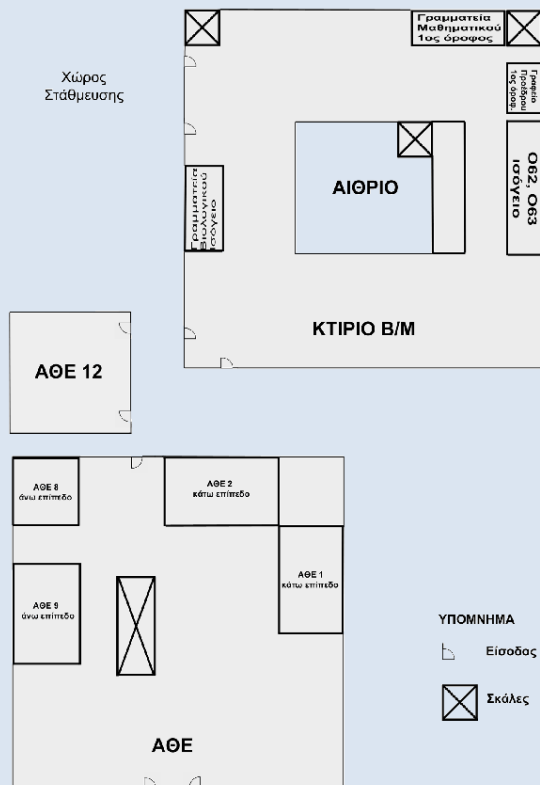 Γραμματεία
Μαθηματικού
1ος όροφος
Χώρος
Στάθμευσης
Γραφείο
Προέδρου
1ος όροφ.
ΑΙΘΡΙΟ
Ο62, Ο63
ισόγειο
Γραμματεία
Βιολογικού
Ισόγειο
ΚΤΙΡΙΟ Β/Μ
ΑΘΕ 12
ΑΘΕ 8
άνω επίπεδο
ΑΘΕ 2
κάτω επίπεδο
ΑΘΕ 1
κάτω επίπεδο
ΑΘΕ 9
άνω επίπεδο
ΥΠΟΜΝΗΜΑ
Είσοδος
Σκάλες
ΑΘΕ